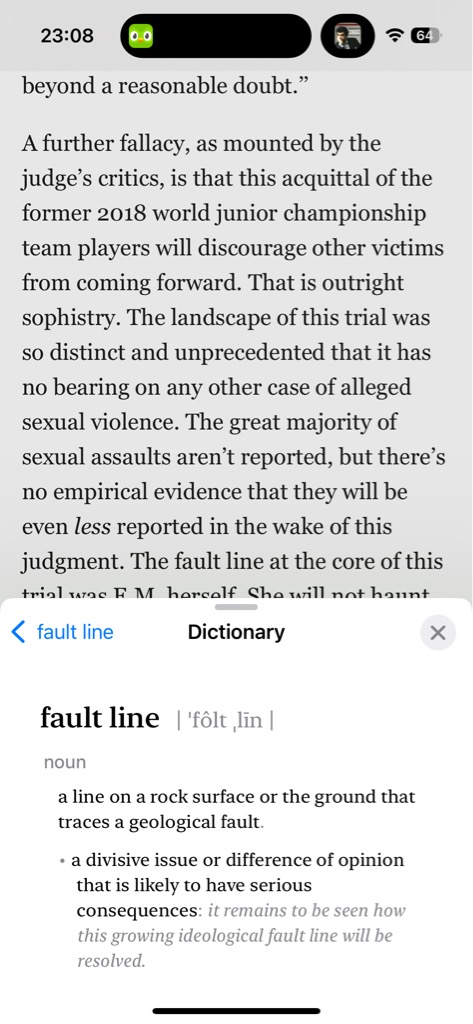 23:08
64
beyond a reasonable doubt.”
A further fallacy, as mounted by the
judge’s critics, is that this acquittal of the
former 2018 world junior championship
team players will discourage other victims
from coming forward. That is outright
sophistry. The landscape of this trial was
so distinct and unprecedented that it has
no bearing on any other case of alleged
sexual violence. The great majority of
sexual assaults aren’t reported, but there’s
no empirical evidence that they will be
even less reported in the wake of this
judgment. The fault line at the core of this
trial was E.M. herself. She will not haunt
fault line
Dictionary
fault line | ˈfôlt ˌlīn |
noun
a line on a rock surface or the ground that
traces a geological fault.
• a divisive issue or difference of opinion
that is likely to have serious
consequences: it remains to be seen how
this growing ideological fault line will be
resolved.